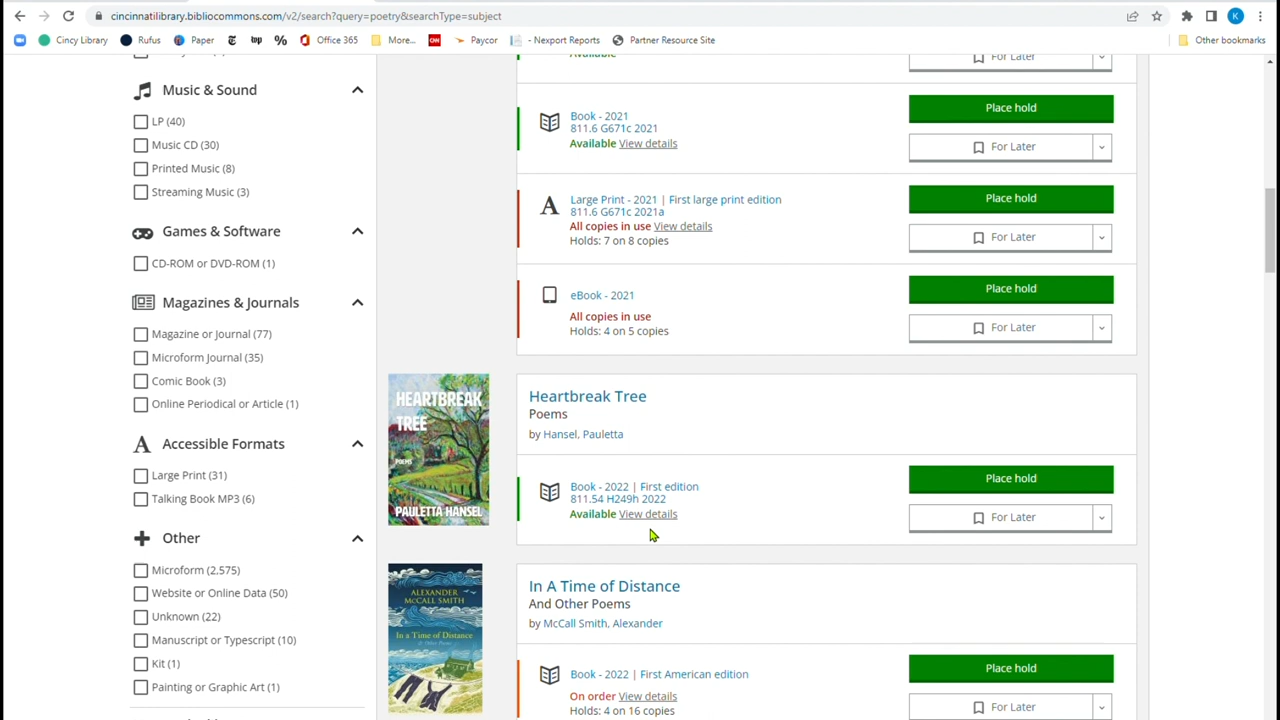 cincinnatilibrary.bibliocommons.com/v2/search?query=poetry&searchType=subject
K
Cincy Library
Rufus
Paper
top
%
Office 365
More...
CNN
Paycor
- Nexport Reports
Partner Resource Site
Other bookmarks
Music & Sound
LP (40)
Music CD (30)
Printed Music (8)
Streaming Music (3)
Games & Software
CD-ROM or DVD-ROM (1)
Magazines & Journals
Magazine or Journal (77)
Microform Journal (35)
Comic Book (3)
Online Periodical or Article (1)
A Accessible Formats
Large Print (31)
Talking Book MP3 (6)
Other
Microform (2,575)
Website or Online Data (50)
Unknown (22)
Manuscript or Typescript (10)
Kit (1)
Painting or Graphic Art (1)
Available
For Later
Book - 2021
811.6 G671c 2021
Available View details
Place hold
For Later
A
Large Print - 2021 | First large print edition
811.6 G671c 2021a
All copies in use View details
Holds: 7 on 8 copies
Place hold
For Later
eBook - 2021
All copies in use
Holds: 4 on 5 copies
Place hold
For Later
HEARTBREAK
TREE
POEMS
PAULETTA HANSEL
Heartbreak Tree
Poems
by Hansel, Pauletta
Book - 2022 | First edition
811.54 H249h 2022
Available View details
Place hold
For Later
ALEXANDER
McCALL SMITH
In a Time of Distance
In A Time of Distance
And Other Poems
by McCall Smith, Alexander
Book - 2022 | First American edition
On order View details
Holds: 4 on 16 copies
Place hold
For Later